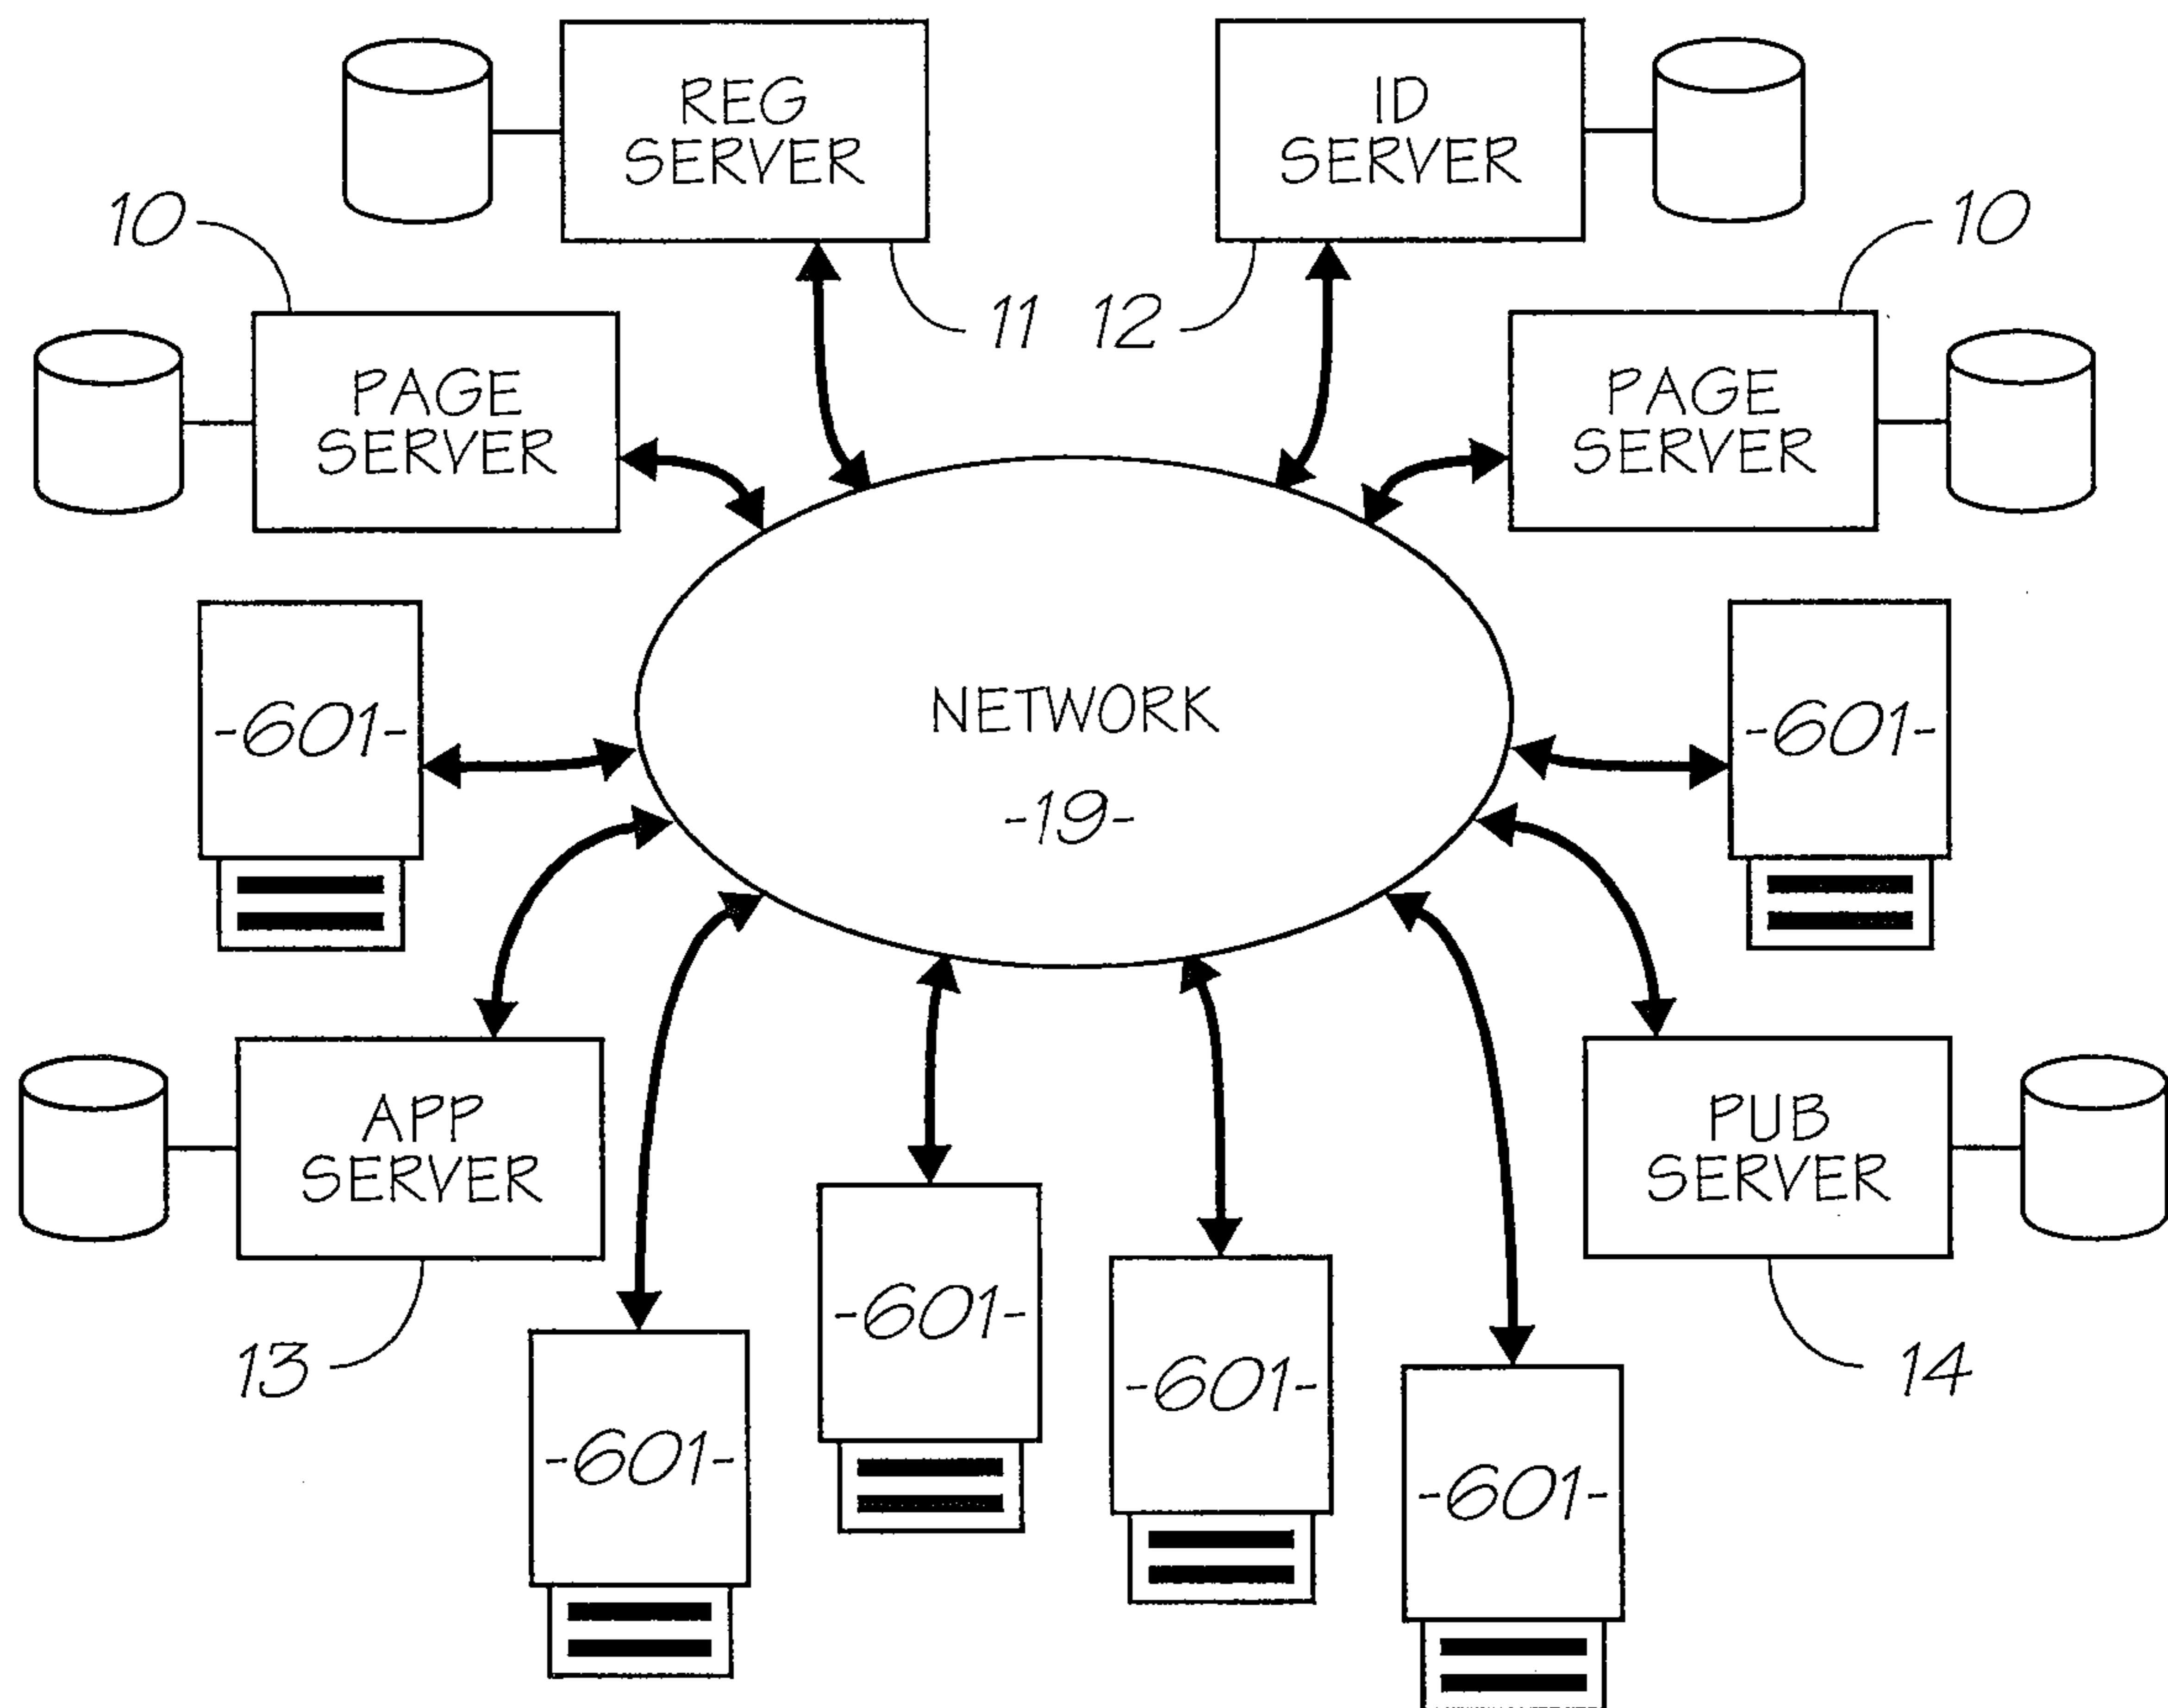 REG
SERVER
ID
SERVER
10
10
11
12
PAGE
SERVER
PAGE
SERVER
-601-
NETWORK
-19-
-601-
APP
SERVER
PUB
SERVER
13
14
-601-
-601-
-601-
-601-